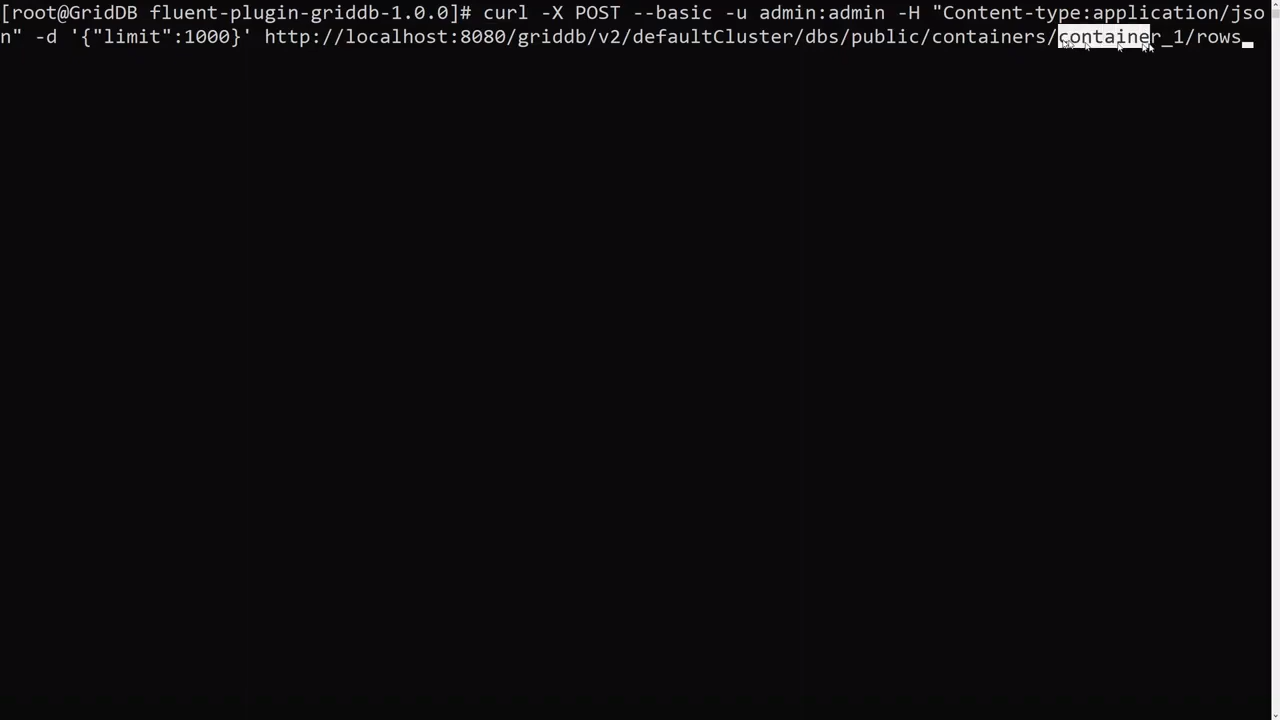 [root@GridDB fluent-plugin-griddb-1.0.0]# curl -X POST --basic -u admin:admin -H "Content-type:application/jso
n" -d '{"limit":1000}' http://localhost:8080/griddb/v2/defaultCluster/dbs/public/containers/container_1/rows